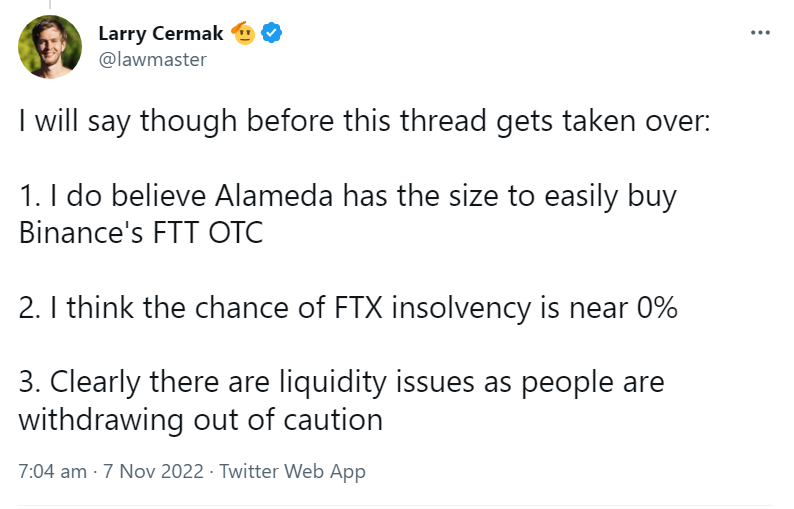 Larry Cermak 🫡
@lawmaster
I will say though before this thread gets taken over:
1. I do believe Alameda has the size to easily buy
Binance's FTT OTC
2. I think the chance of FTX insolvency is near 0%
3. Clearly there are liquidity issues as people are
withdrawing out of caution
7:04 am · 7 Nov 2022 · Twitter Web App